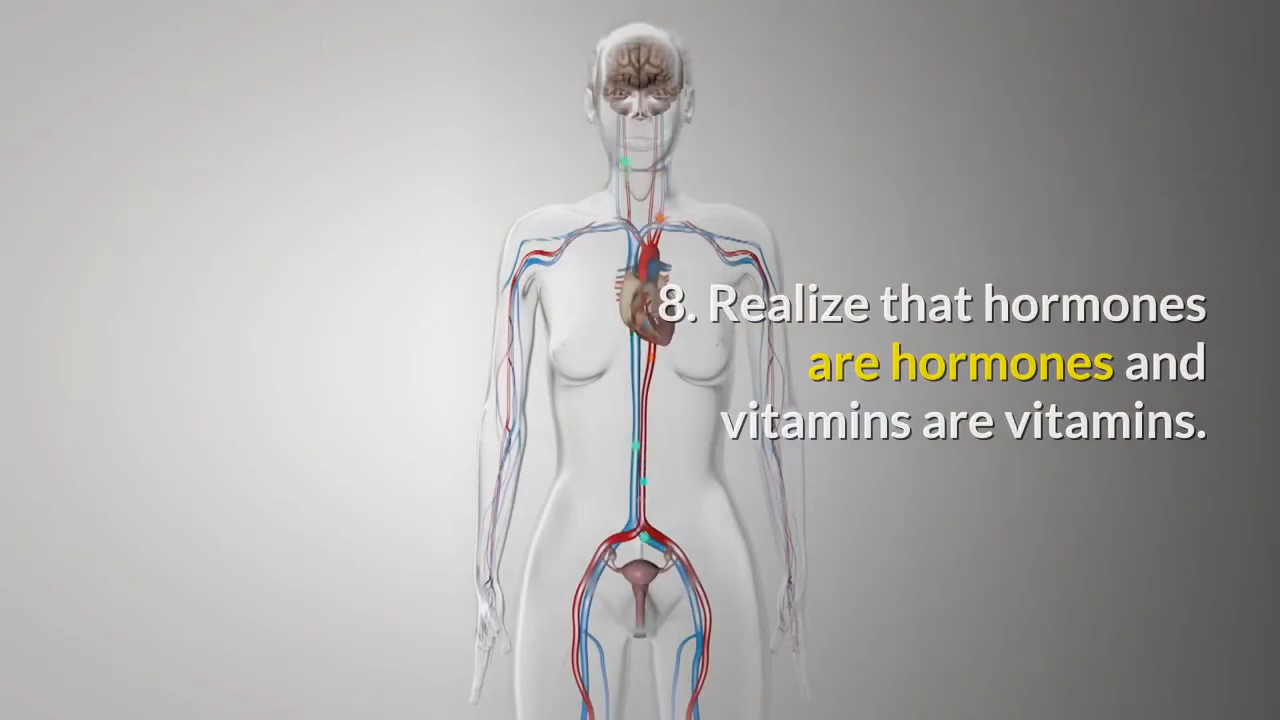 8. Realize that hormones
are hormones and
vitamins are vitamins.